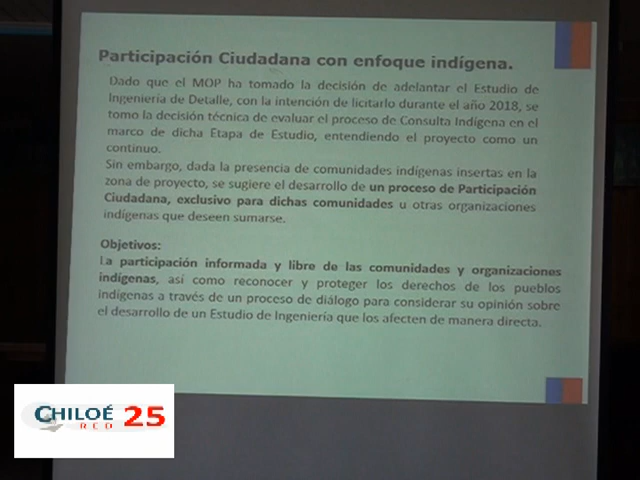 Participación Ciudadana con enfoque indígena.
Dado que el MOP ha tomado la decisión de adelantar el Estudio de
Ingeniería de Detalle, con la intención de licitarlo durante el año 2018, se
tomo la decisión técnica de evaluar el proceso de Consulta Indígena en el
marco de dicha Etapa de Estudio, entendiendo el proyecto como un
continuo.
Sin embargo, dada la presencia de comunidades indígenas insertas en la
zona de proyecto, se sugiere el desarrollo de un proceso de Participación
Ciudadana, exclusivo para dichas comunidades u otras organizaciones
indígenas que deseen sumarse.
Objetivos:
La participación informada y libre de las comunidades y organizaciones
indígenas, así como reconocer y proteger los derechos de los pueblos
indígenas a través de un proceso de diálogo para considerar su opinión sobre
el desarrollo de un Estudio de Ingeniería que los afecten de manera directa.
CHILOÉ 25
RED